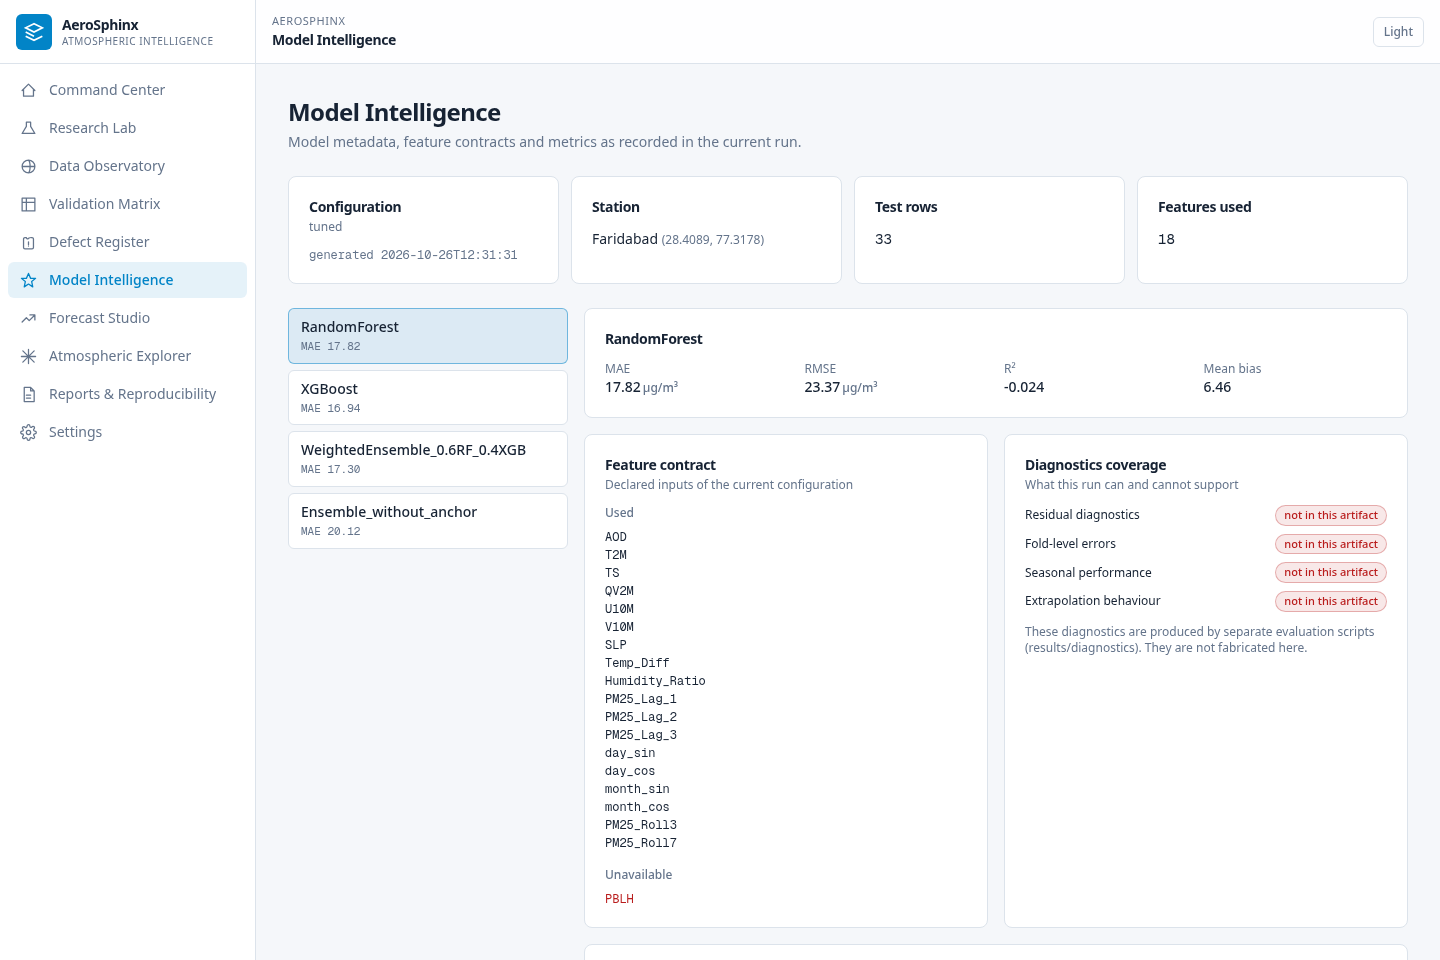 AeroSphinx
ATMOSPHERIC INTELLIGENCE
Command Center
Research Lab
Data Observatory
Validation Matrix
Defect Register
Model Intelligence
Forecast Studio
Atmospheric Explorer
Reports & Reproducibility
Settings
AEROSPHINX
Model Intelligence
Light
Model Intelligence
Model metadata, feature contracts and metrics as recorded in the current run.
Configuration
tuned
generated 2026-10-26T12:31:31
Station
Faridabad (28.4089, 77.3178)
Test rows
33
Features used
18
RandomForest
MAE 17.82
XGBoost
MAE 16.94
WeightedEnsemble_0.6RF_0.4XGB
MAE 17.30
Ensemble_without_anchor
MAE 20.12
RandomForest
MAE
17.82 µg/m³
RMSE
23.37 µg/m³
R²
-0.024
Mean bias
6.46
Feature contract
Declared inputs of the current configuration
Used
AOD
T2M
TS
QV2M
U10M
V10M
SLP
Temp_Diff
Humidity_Ratio
PM25_Lag_1
PM25_Lag_2
PM25_Lag_3
day_sin
day_cos
month_sin
month_cos
PM25_Roll3
PM25_Roll7
Unavailable
PBLH
Diagnostics coverage
What this run can and cannot support
Residual diagnostics not in this artifact
Fold-level errors not in this artifact
Seasonal performance not in this artifact
Extrapolation behaviour not in this artifact
These diagnostics are produced by separate evaluation scripts
(results/diagnostics). They are not fabricated here.